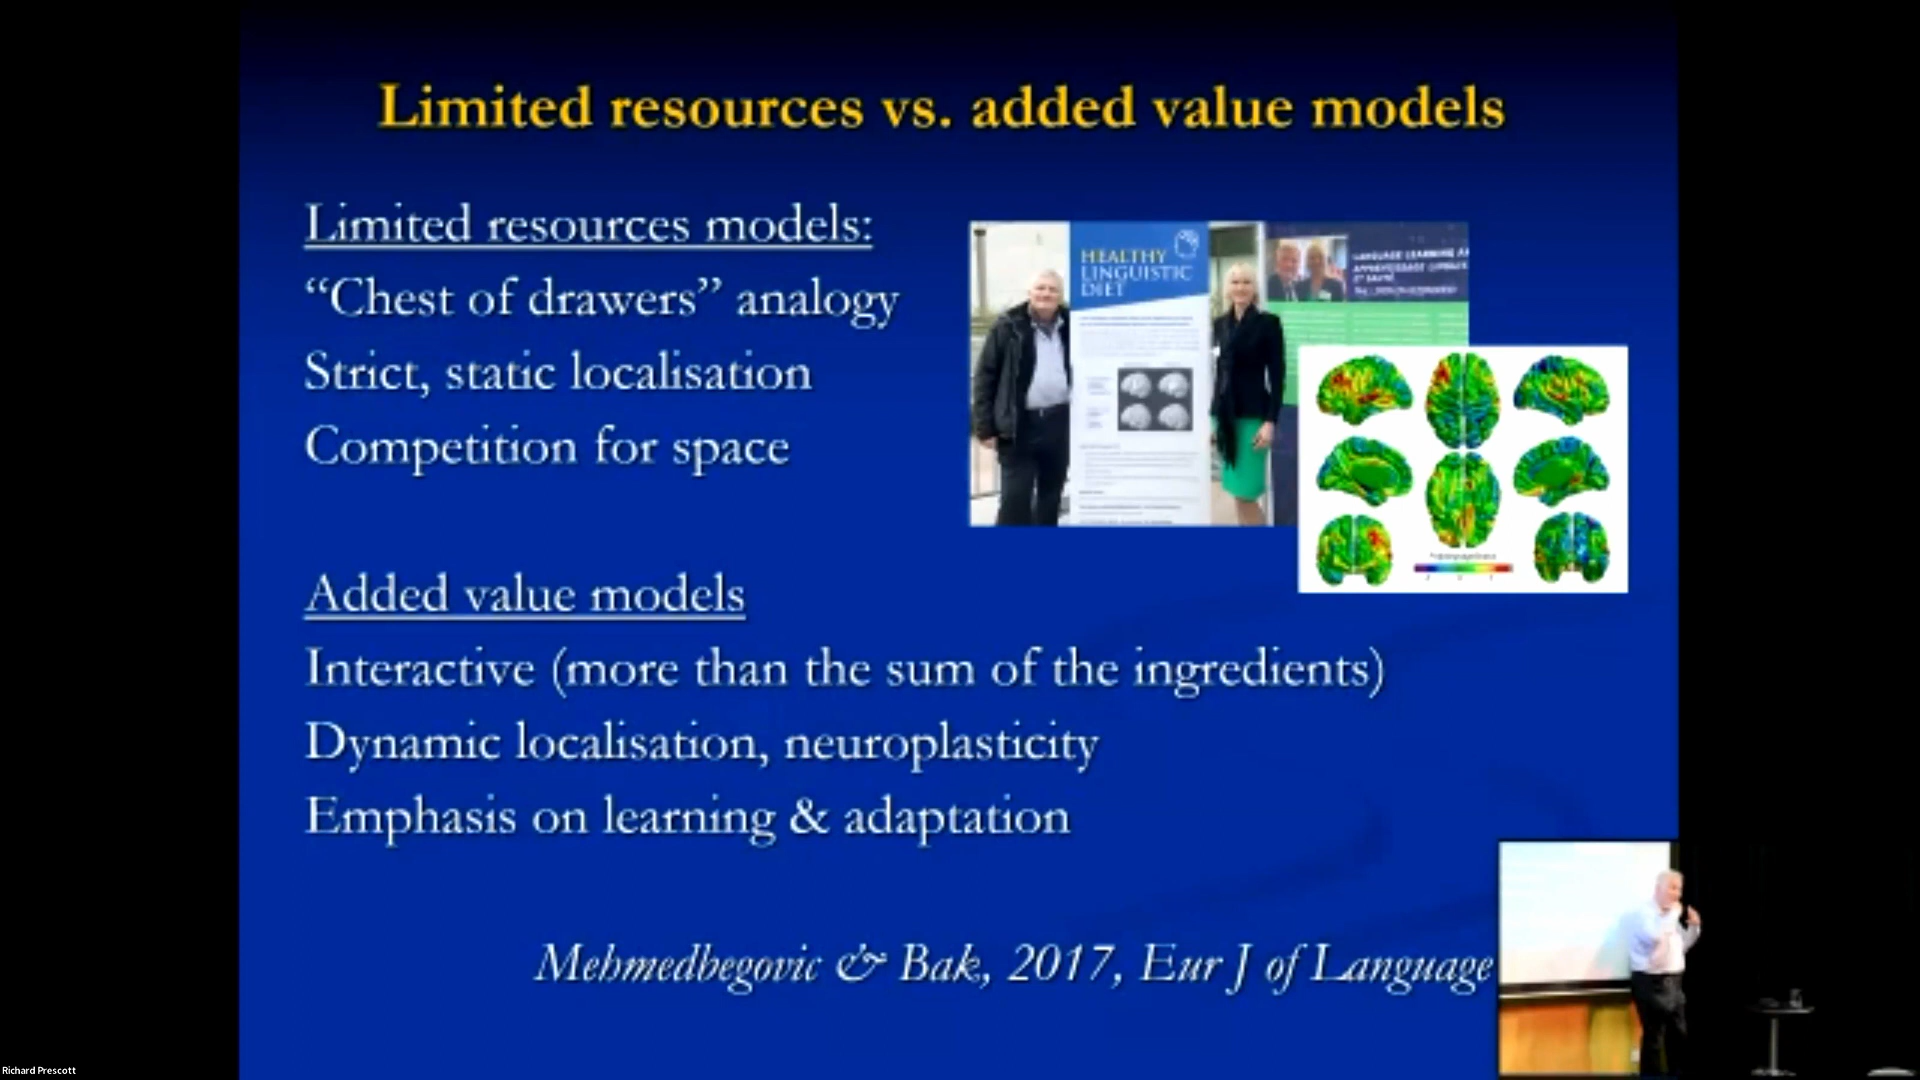 Limited resources vs. added value models
Limited resources models:
“Chest of drawers” analogy
Strict, static localisation
Competition for space
HEALTHY
LINGUISTIC
DIET
Added value models
Interactive (more than the sum of the ingredients)
Dynamic localisation, neuroplasticity
Emphasis on learning & adaptation
Mehmedbegovic & Bak, 2017, Eur J of Language
Richard Prescott